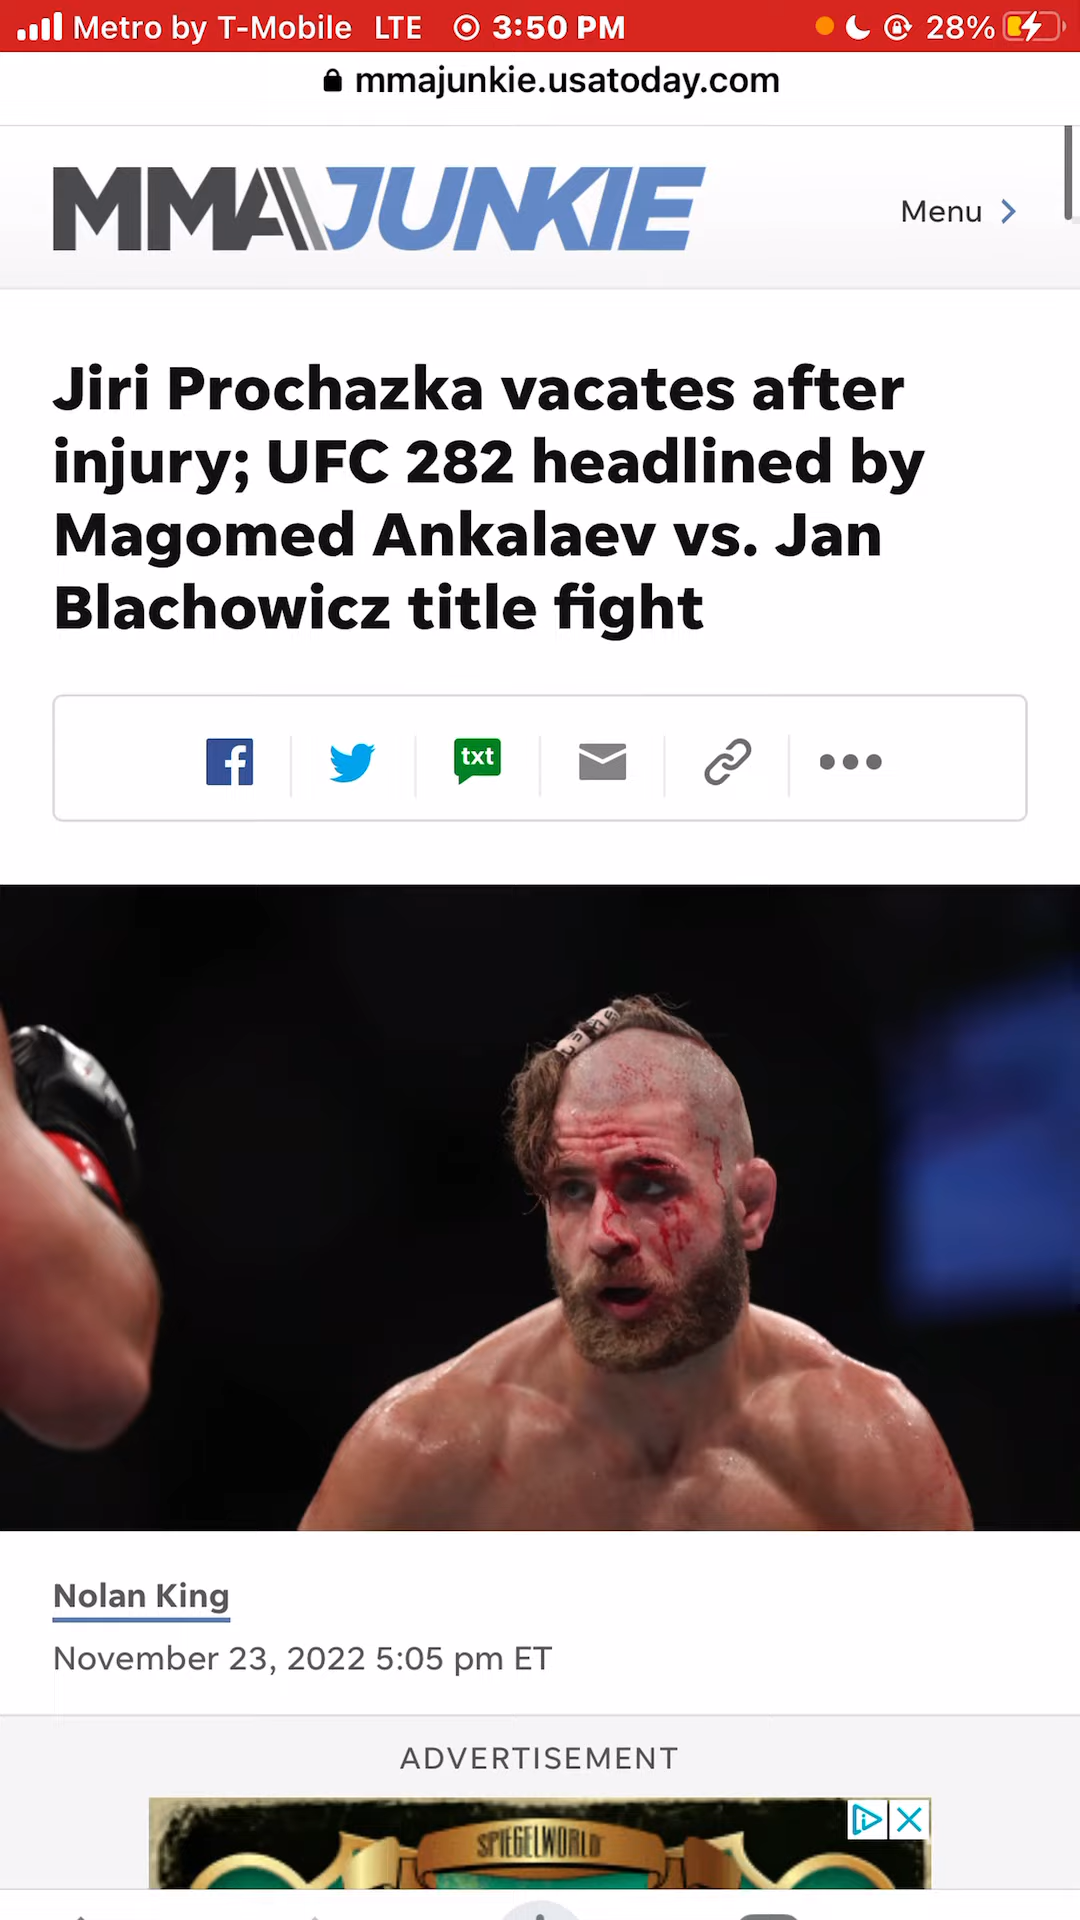 Metro by T-Mobile LTE 3:50 PM 28%
mmajunkie.usatoday.com
MMAJUNKIE
Menu
Jiri Prochazka vacates after
injury; UFC 282 headlined by
Magomed Ankalaev vs. Jan
Blachowicz title fight
txt
Nolan King
November 23, 2022 5:05 pm ET
ADVERTISEMENT
SPIEGELWORLD